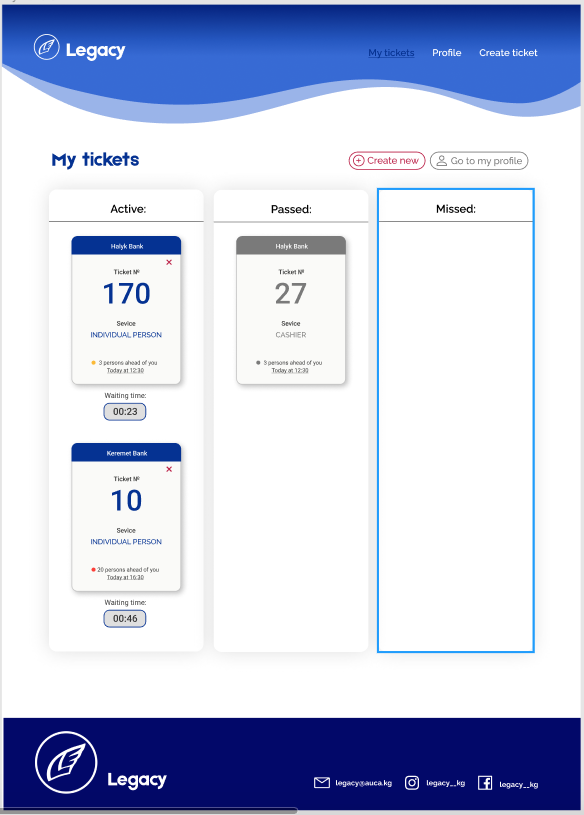 Legacy
My tickets
Profile
Create ticket
My tickets
Create new
Go to my profile
Active:
Halyk Bank
Ticket №
170
Sevice
INDIVIDUAL PERSON
3 persons ahead of you
Today at 12:30
Waiting time:
00:23
Keremet Bank
Ticket №
10
Sevice
INDIVIDUAL PERSON
20 persons ahead of you
Today at 16:30
Waiting time:
00:46
Passed:
Halyk Bank
Ticket №
27
Sevice
CASHIER
3 persons ahead of you
Today at 12:30
Missed:
Legacy
legacy@auca.kg
legacy__kg
legacy__kg